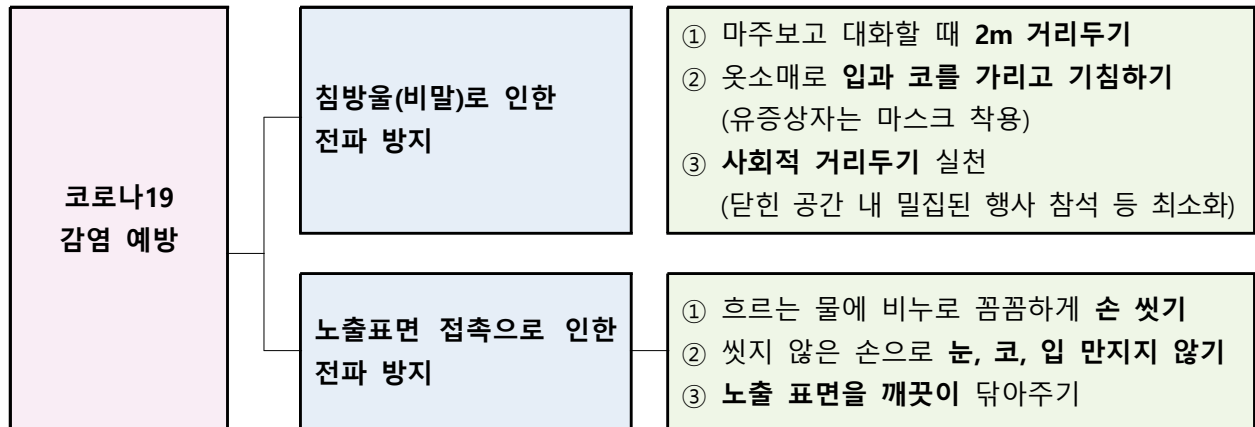 코로나19
감염 예방
침방울(비말)로 인한
전파 방지
① 마주보고 대화할 때 2m 거리두기
② 옷소매로 입과 코를 가리고 기침하기
(유증상자는 마스크 착용)
③ 사회적 거리두기 실천
(닫힌 공간 내 밀집된 행사 참석 등 최소화)
노출표면 접촉으로 인한
전파 방지
① 흐르는 물에 비누로 꼼꼼하게 손 씻기
② 씻지 않은 손으로 눈, 코, 입 만지지 않기
③ 노출 표면을 깨끗이 닦아주기